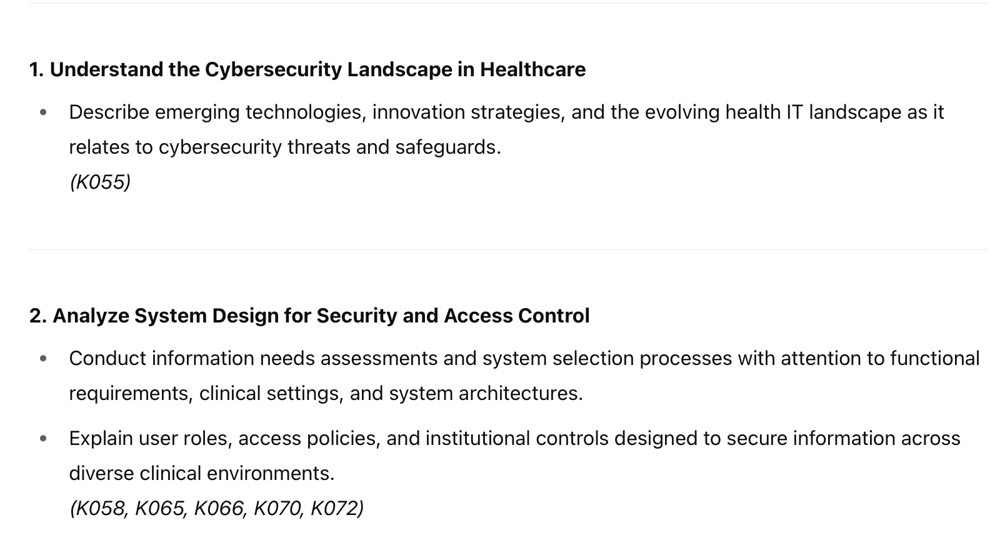 1. Understand the Cybersecurity Landscape in Healthcare
• Describe emerging technologies, innovation strategies, and the evolving health IT landscape as it
relates to cybersecurity threats and safeguards.
(K055)
2. Analyze System Design for Security and Access Control
• Conduct information needs assessments and system selection processes with attention to functional
requirements, clinical settings, and system architectures.
• Explain user roles, access policies, and institutional controls designed to secure information across
diverse clinical environments.
(K058, K065, K066, K070, K072)